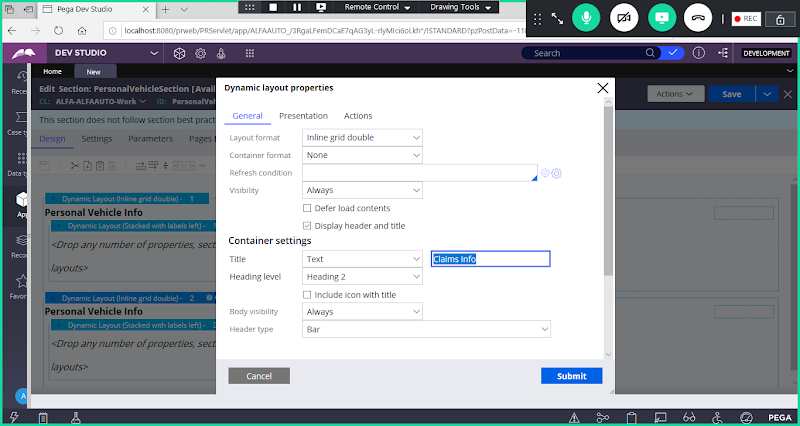 Pega Dev Studio
Remote Control
Drawing Tools
REC
localhost:8080/prweb/PRServlet/app/ALFAAUTO_/3RgaLFemDCaE7qAG3yL-rlyMIci6oLkh*/!STANDARD?pzPostData=-118
DEV STUDIO
Search
DEVELOPMENT
Home
New
Edit Section: PersonalVehicleSection [Avail
CL: ALFA-ALFAAUTO-Work
ID: PersonalVe
Actions
Save
This section does not follow section best pract
Design
Settings
Parameters
Pages &
Recen
Case ty
Data ty
App
Recor
Favori
A
Dynamic Layout (Inline grid double) - 1
Personal Vehicle Info
Dynamic Layout (Stacked with labels left) -
<Drop any number of properties, sect
layouts>
Dynamic Layout (Inline grid double) - 2
Personal Vehicle Info
Dynamic Layout (Stacked with labels left) -
<Drop any number of properties, sect
layouts>
Dynamic layout properties
General
Presentation
Actions
Layout format
Inline grid double
Container format
None
Refresh condition
Visibility
Always
Defer load contents
Display header and title
Container settings
Title
Text
Claims Info
Heading level
Heading 2
Include icon with title
Body visibility
Always
Header type
Bar
Cancel
Submit
PEGA